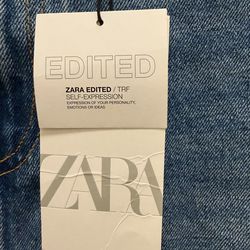 EDITED
ZARA EDITED / TRF
SELF-EXPRESSION
EXPRESSION OF YOUR PERSONALITY,
EMOTIONS OR IDEAS
ZARA